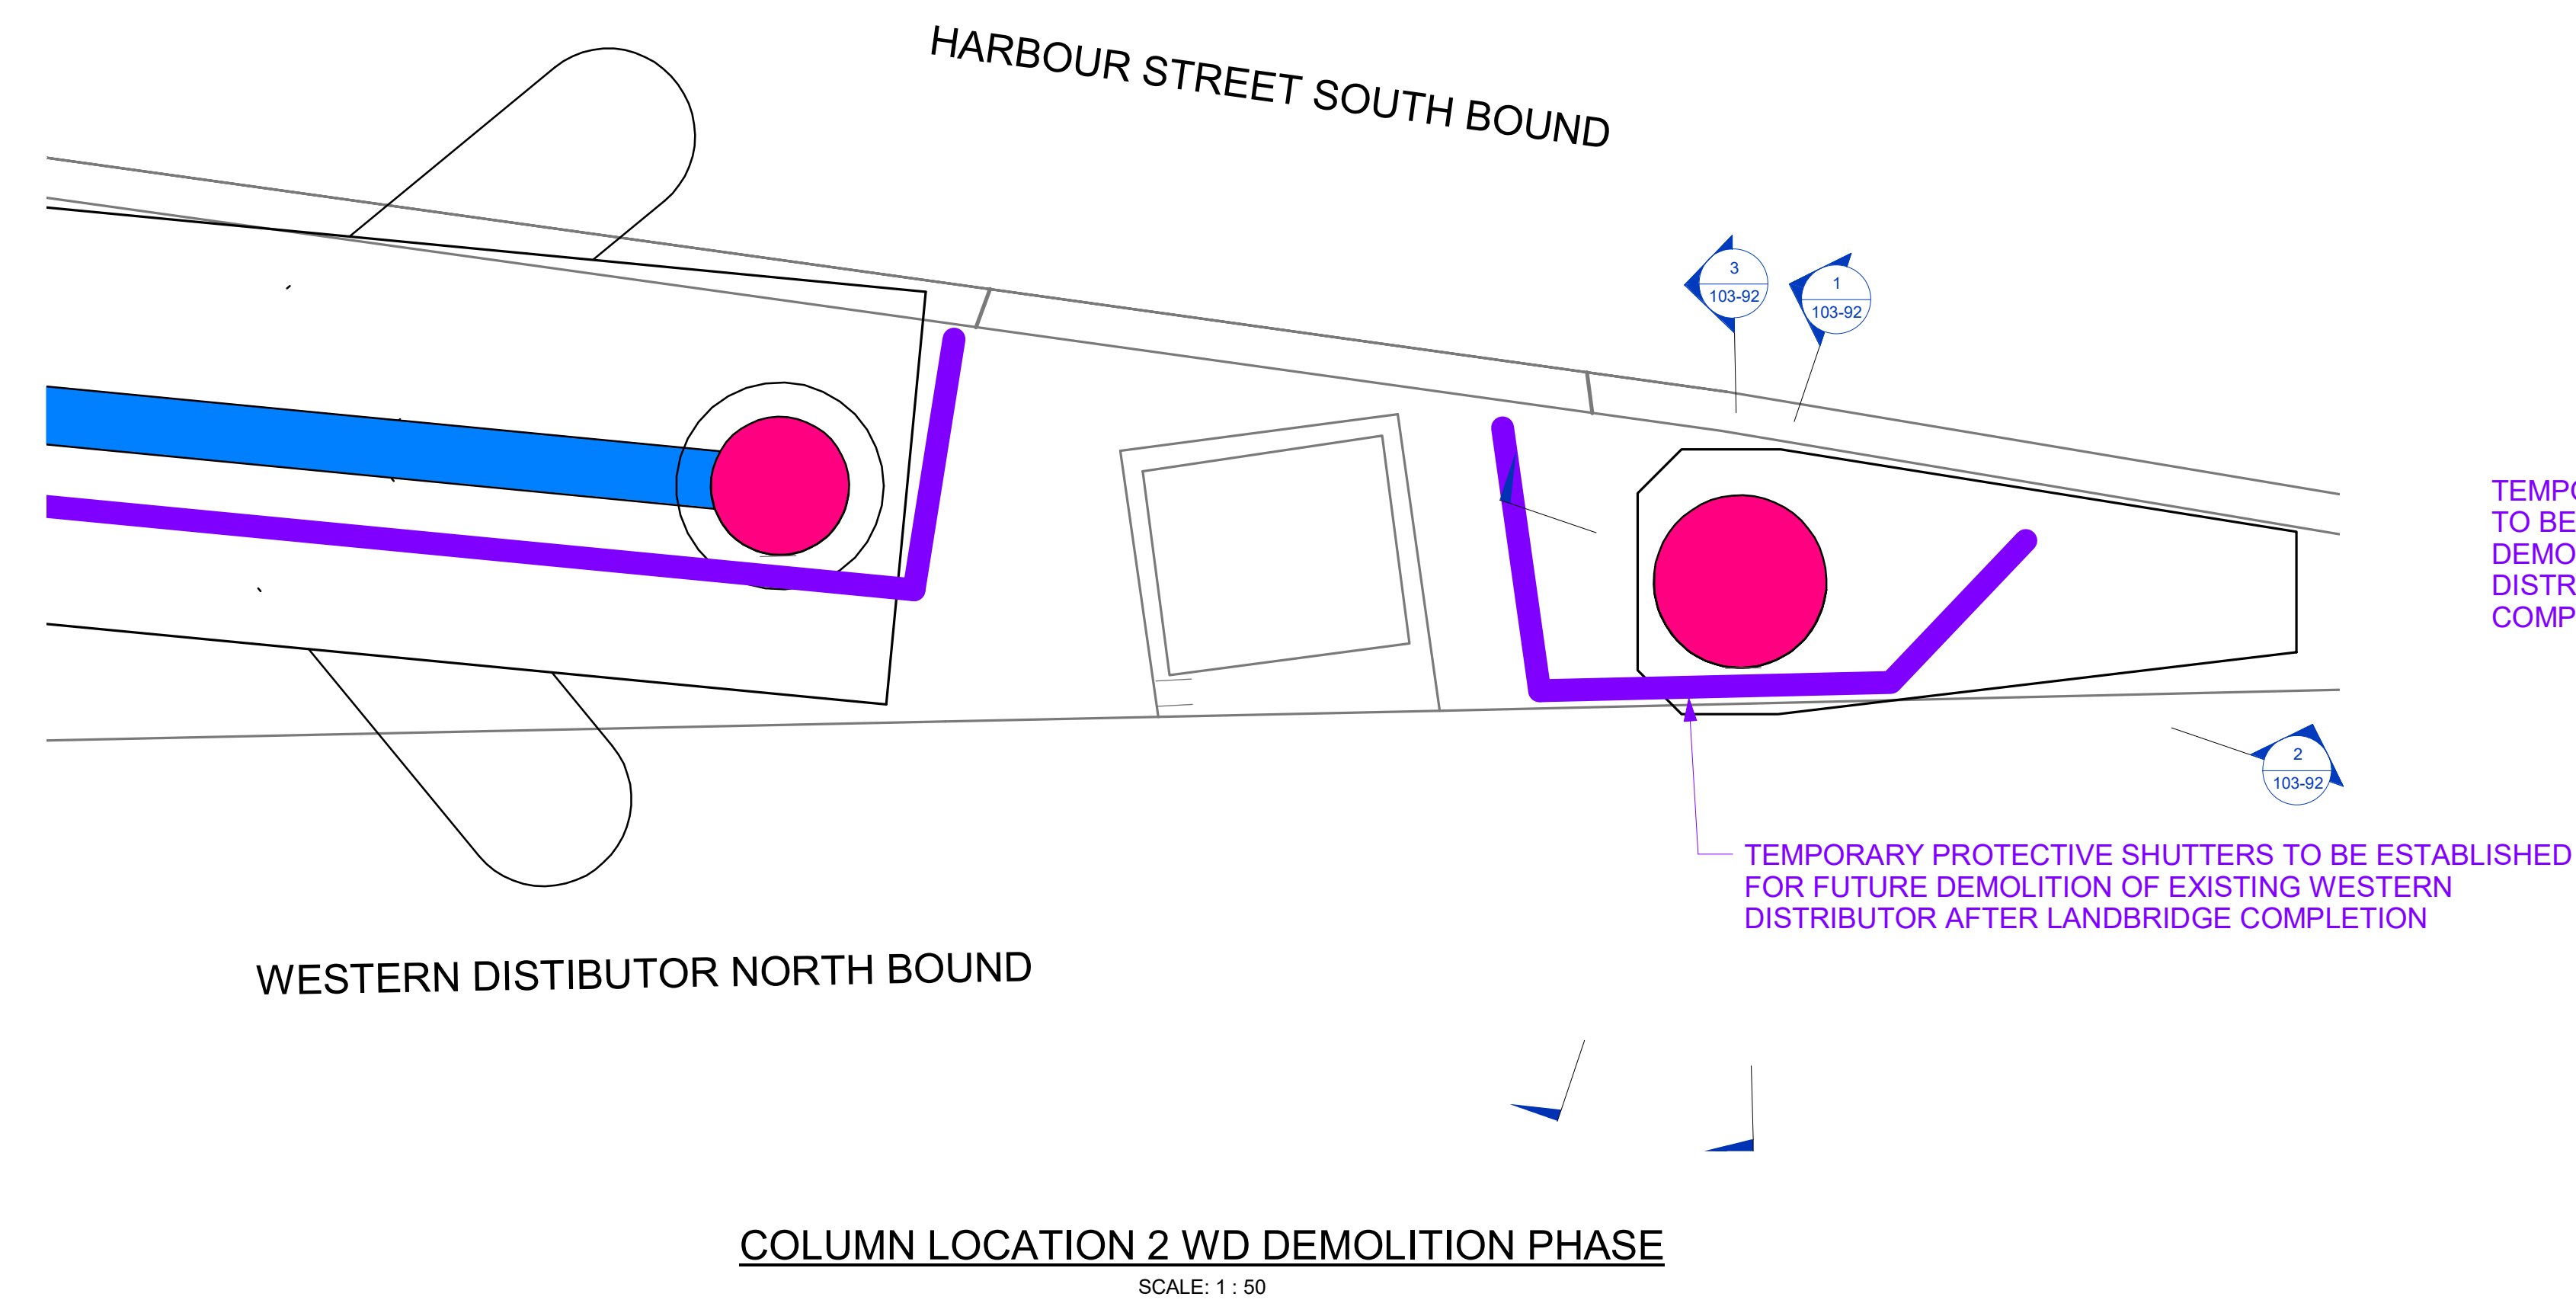 HARBOUR STREET SOUTH BOUND
3
103-92
1
103-92
TO BE
2
103-92
TEMPORARY PROTECTIVE SHUTTERS TO BE ESTABLISHED
FOR FUTURE DEMOLITION OF EXISTING WESTERN
DISTRIBUTOR AFTER LANDBRIDGE COMPLETION
WESTERN DISTIBUTOR NORTH BOUND
COLUMN LOCATION 2 WD DEMOLITION PHASE
SCALE: 1 : 50